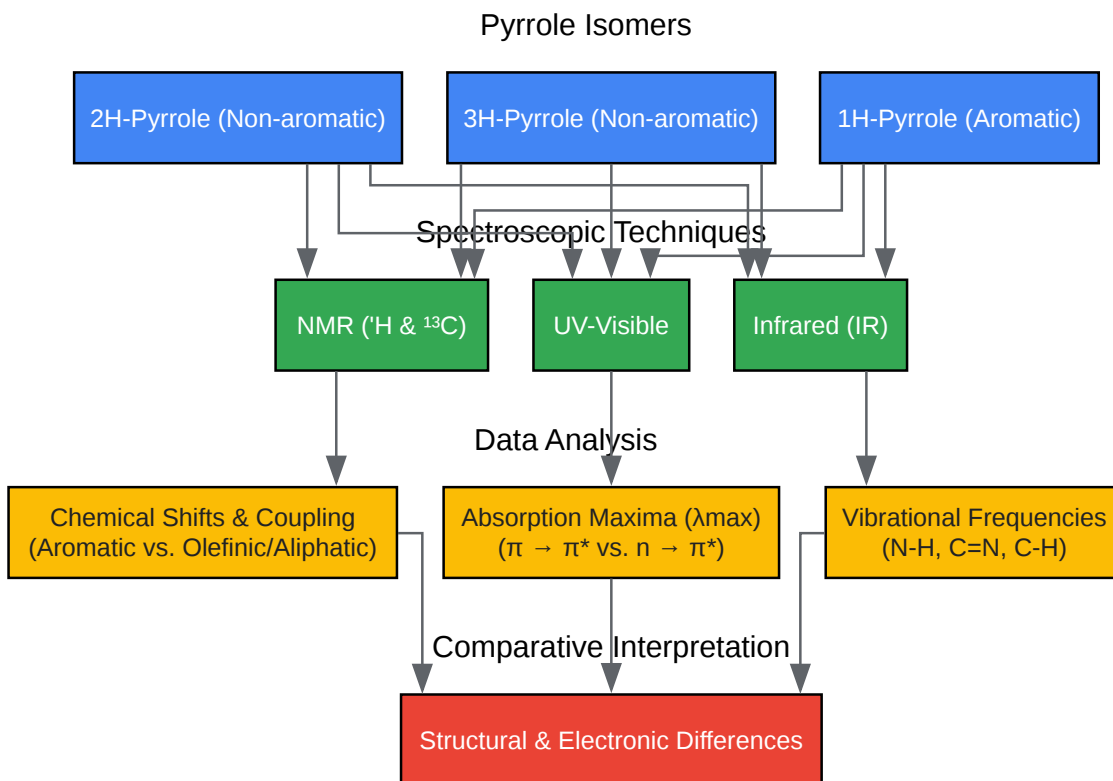 Pyrrole Isomers
2H-Pyrrole (Non-aromatic)
3H-Pyrrole (Non-aromatic)
1H-Pyrrole (Aromatic)
Spectroscopic Techniques
NMR ('H & ¹³C)
UV-Visible
Infrared (IR)
Data Analysis
Chemical Shifts & Coupling
(Aromatic vs. Olefinic/Aliphatic)
Absorption Maxima (λmax)
(π → π* vs. n → π*)
Vibrational Frequencies
(N-H, C=N, C-H)
Comparative Interpretation
Structural & Electronic Differences